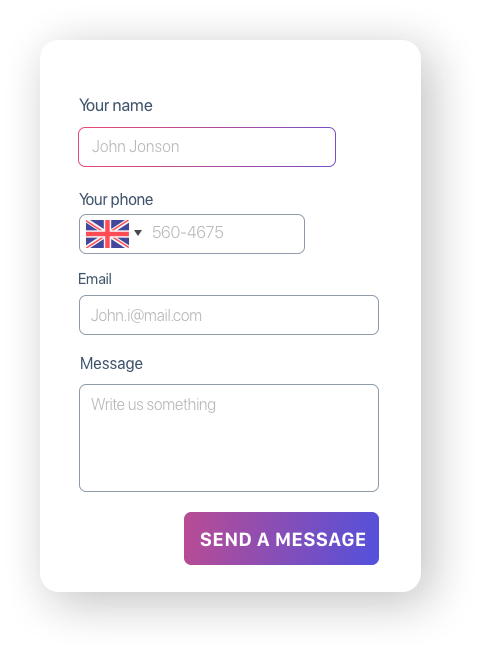 Your name
John Jonson
Your phone
560-4675
Email
John.i@mail.com
Message
Write us something
SEND A MESSAGE